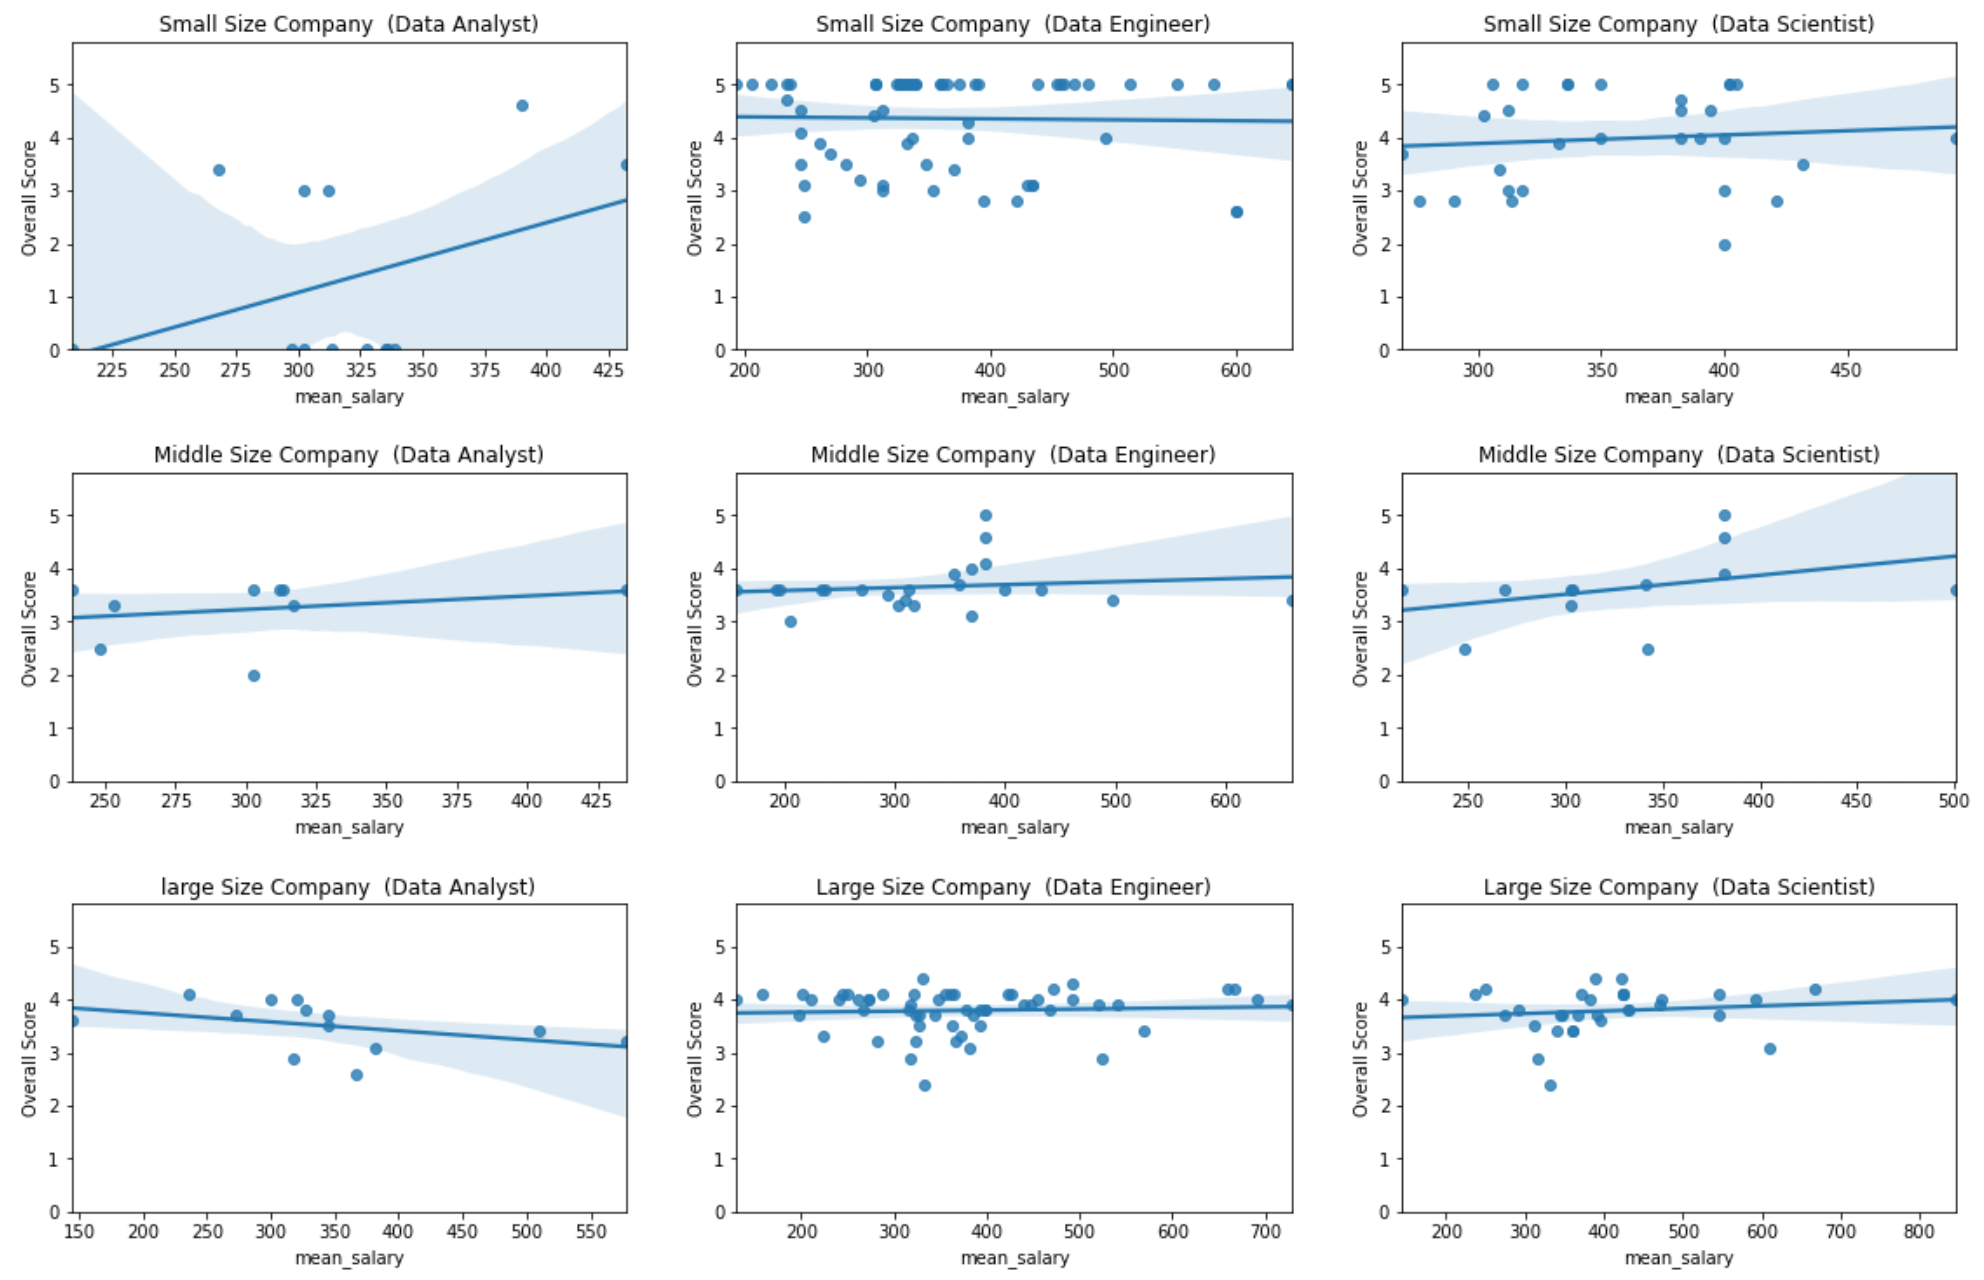 Small Size Company  (Data Analyst)
Small Size Company  (Data Engineer)
Small Size Company  (Data Scientist)
Overall Score
5
4
3
2
1
0
225 250 275 300 325 350 375 400 425
mean_salary
Overall Score
5
4
3
2
1
0
200 300 400 500 600
mean_salary
Overall Score
5
4
3
2
1
0
300 350 400 450
mean_salary
Middle Size Company  (Data Analyst)
Middle Size Company  (Data Engineer)
Middle Size Company  (Data Scientist)
Overall Score
5
4
3
2
1
0
250 275 300 325 350 375 400 425
mean_salary
Overall Score
5
4
3
2
1
0
200 300 400 500 600
mean_salary
Overall Score
5
4
3
2
1
0
250 300 350 400 450 500
mean_salary
large Size Company  (Data Analyst)
Large Size Company  (Data Engineer)
Large Size Company  (Data Scientist)
Overall Score
5
4
3
2
1
0
150 200 250 300 350 400 450 500 550
mean_salary
Overall Score
5
4
3
2
1
0
200 300 400 500 600 700
mean_salary
Overall Score
5
4
3
2
1
0
200 300 400 500 600 700 800
mean_salary